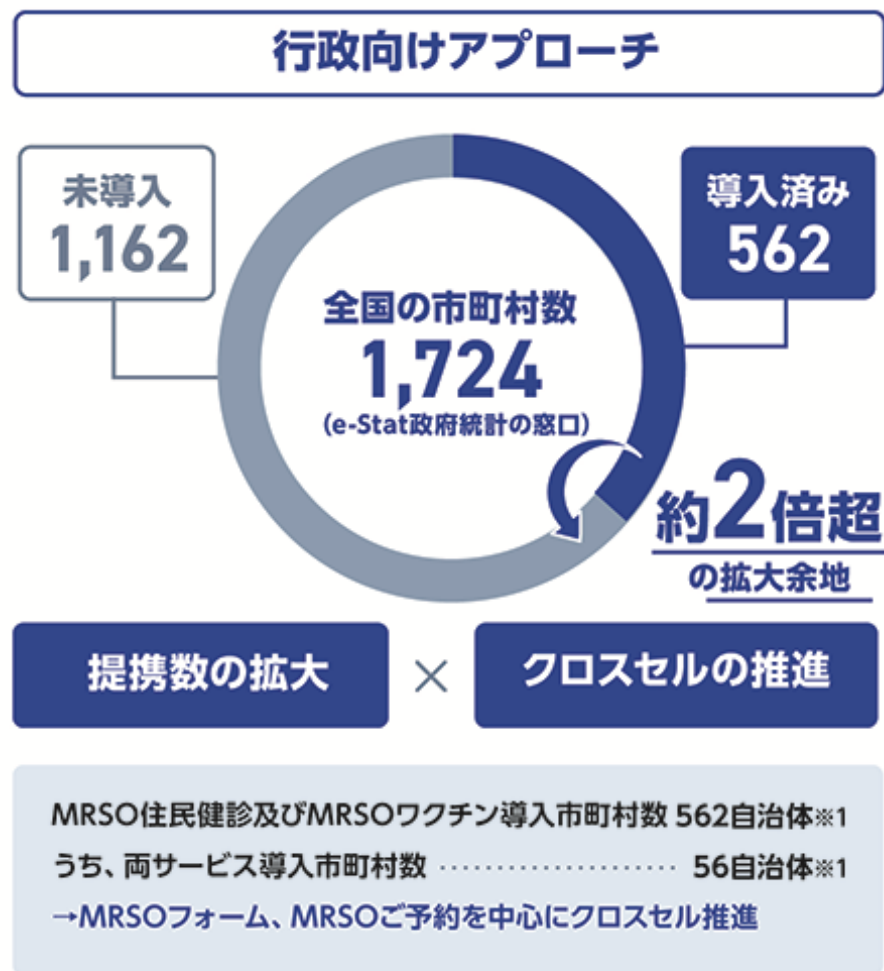 行政向けアプローチ
未導入
1,162
導入済み
562
全国の市町村数
1,724
(e-Stat政府統計の窓口)
約2倍超
の拡大余地
提携数の拡大
×
クロスセルの推進
MRSO住民健診及びMRSOワクチン導入市町村数 562自治体※1
うち、両サービス導入市町村数 ………………… 56自治体※1
→MRSOフォーム、MRSOご予約を中心にクロスセル推進